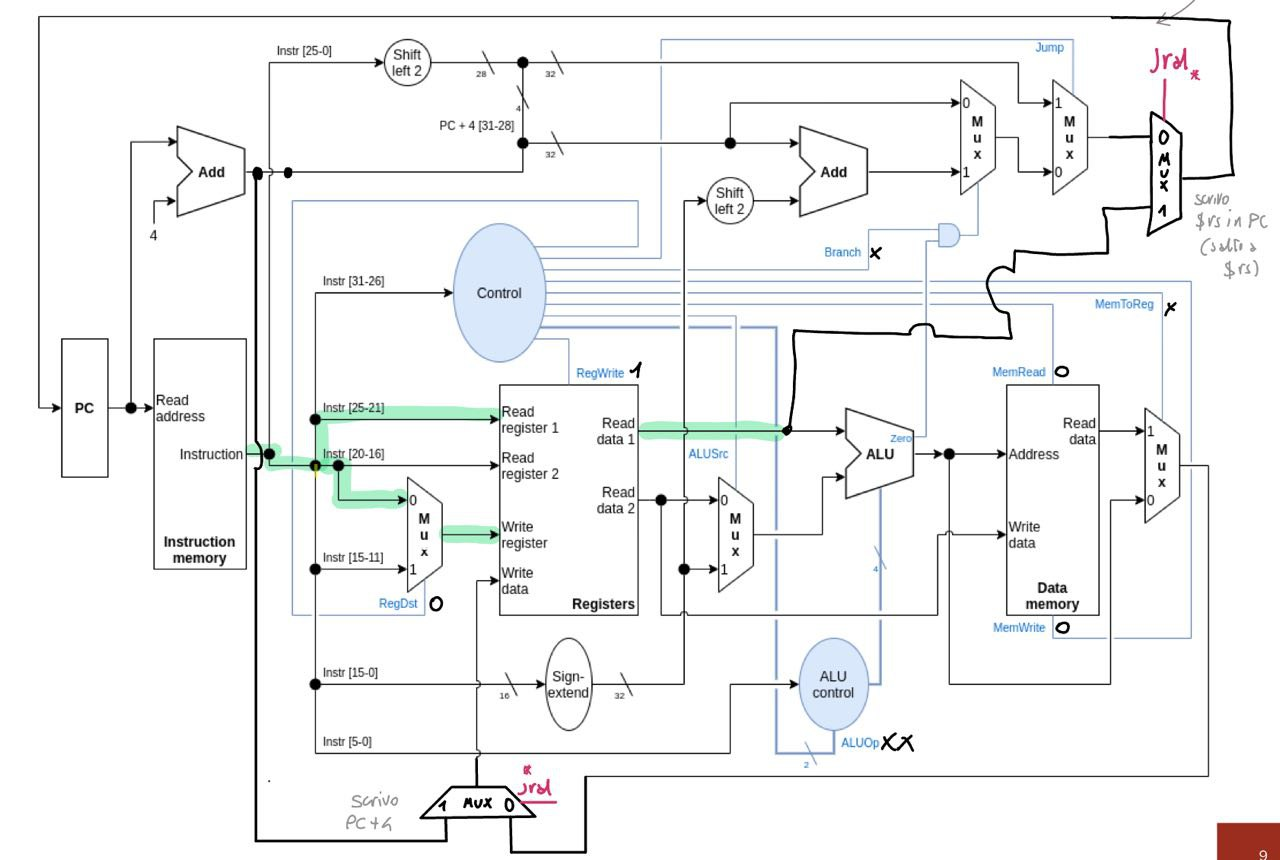 Instr [25-0]
Shift
left 2
28
32
4
PC + 4 [31-28]
32
Jump
Jral *
0
M
u
x
1
1
M
u
x
0
0
MUX
1
scrivo
$rs in PC
(salto a
$rs)
Add
4
Add
Shift
left 2
Branch X
Control
Instr [31-26]
MemToReg X
RegWrite 1
MemRead 0
PC
Read
address
Instruction
Instruction
memory
Instr [25-21]
Read
register 1
Instr [20-16]
Read
register 2
0
M
u
x
1
Write
register
Instr [15-11]
Write
data
RegDst 0
Registers
Read
data 1
Read
data 2
ALUSrc
0
M
u
x
1
Zero
ALU
4
Address
Read
data
Write
data
Data
memory
MemWrite 0
1
M
u
x
0
Instr [15-0]
16
Sign-
extend
32
ALU
control
Instr [5-0]
ALUOp XX
2
*
jral
scrivo
PC+4
1 MUX 0
9